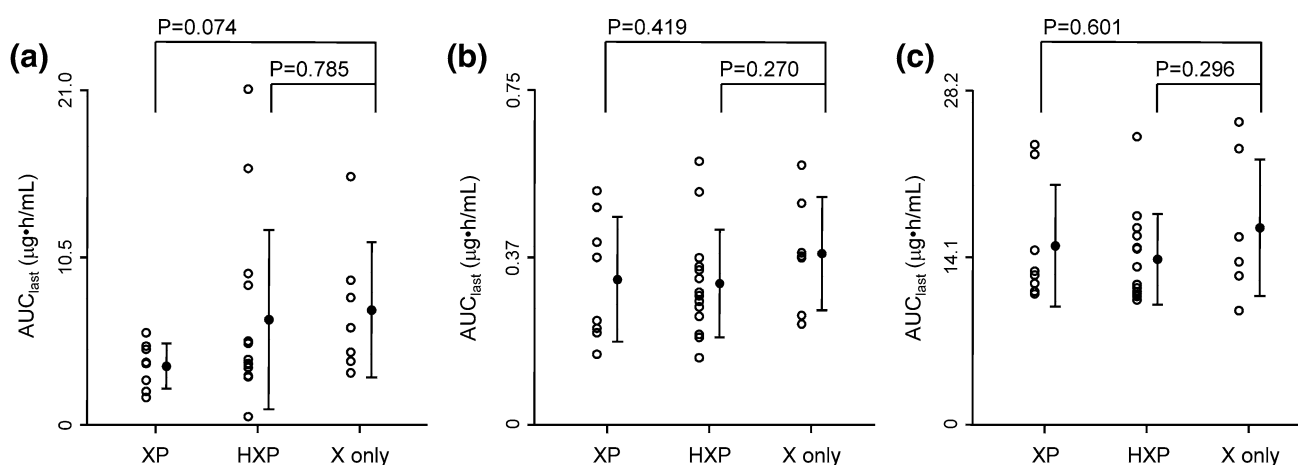 (a)
P=0.074
P=0.785
21.0
10.5
0
AUClast (μg•h/mL)
XP HXP X only
(b)
P=0.419
P=0.270
0.75
0.37
0
AUClast (μg•h/mL)
XP HXP X only
(c)
P=0.601
P=0.296
28.2
14.1
0
AUClast (μg•h/mL)
XP HXP X only